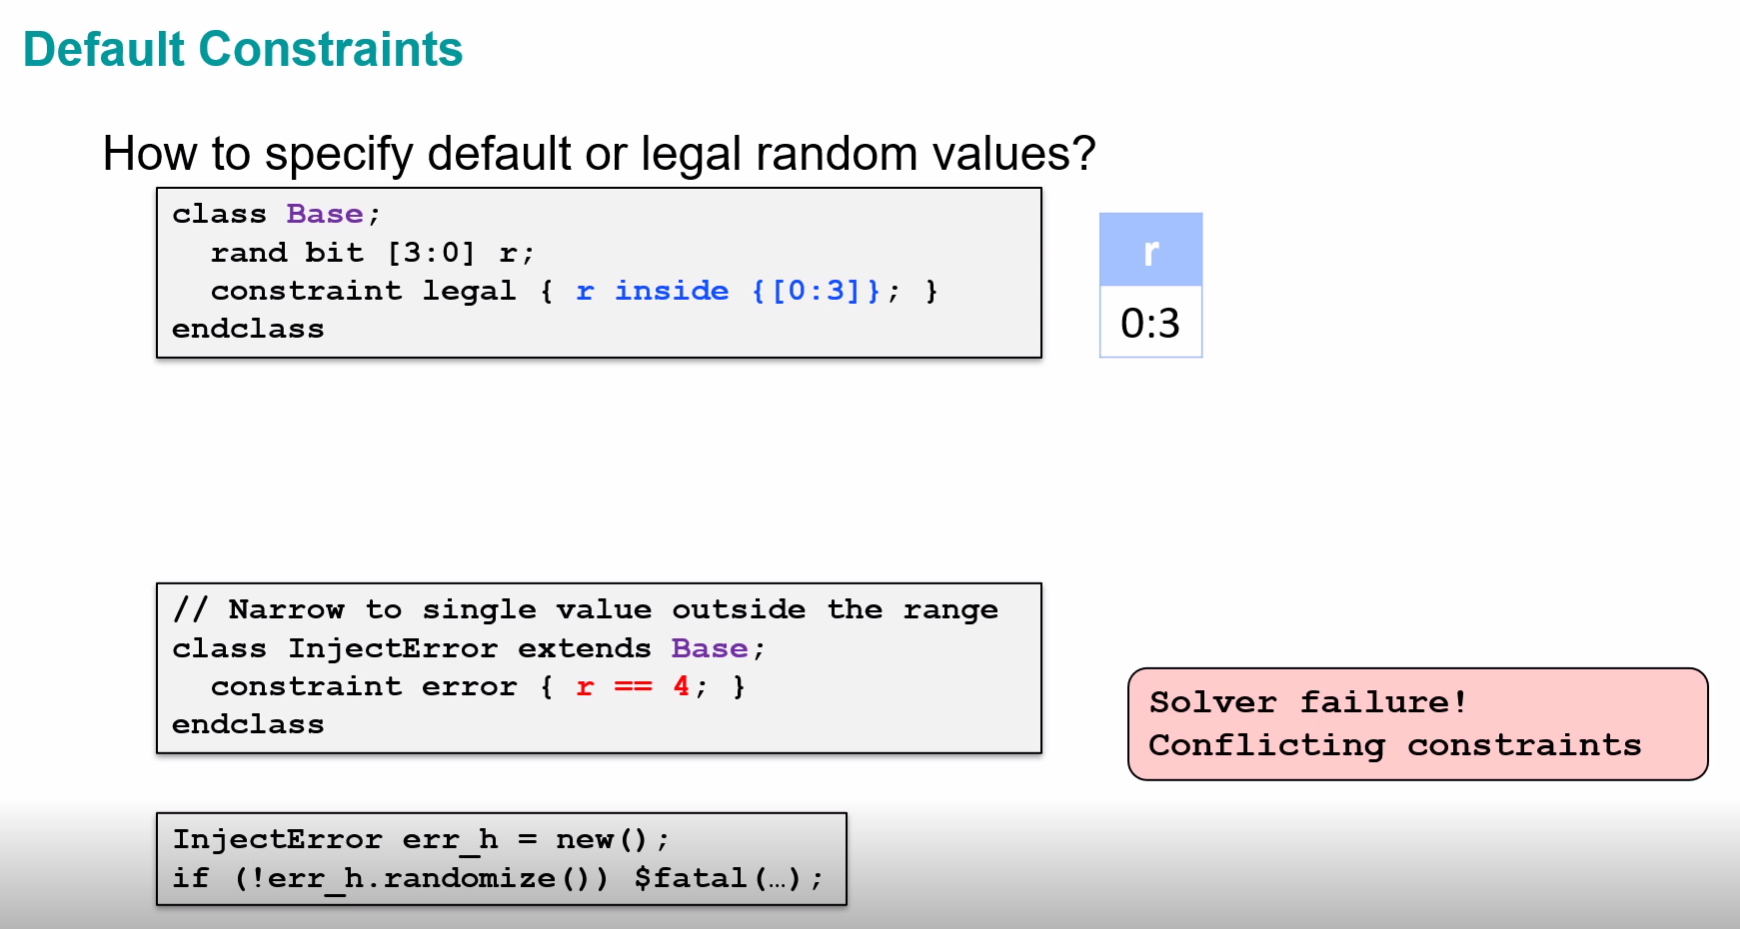 Default Constraints
How to specify default or legal random values?
class Base;
  rand bit [3:0] r;
  constraint legal { r inside {[0:3]}; }
endclass
r
0:3
// Narrow to single value outside the range
class InjectError extends Base;
  constraint error { r == 4; }
endclass
Solver failure!
Conflicting constraints
InjectError err_h = new();
if (!err_h.randomize()) $fatal(…);